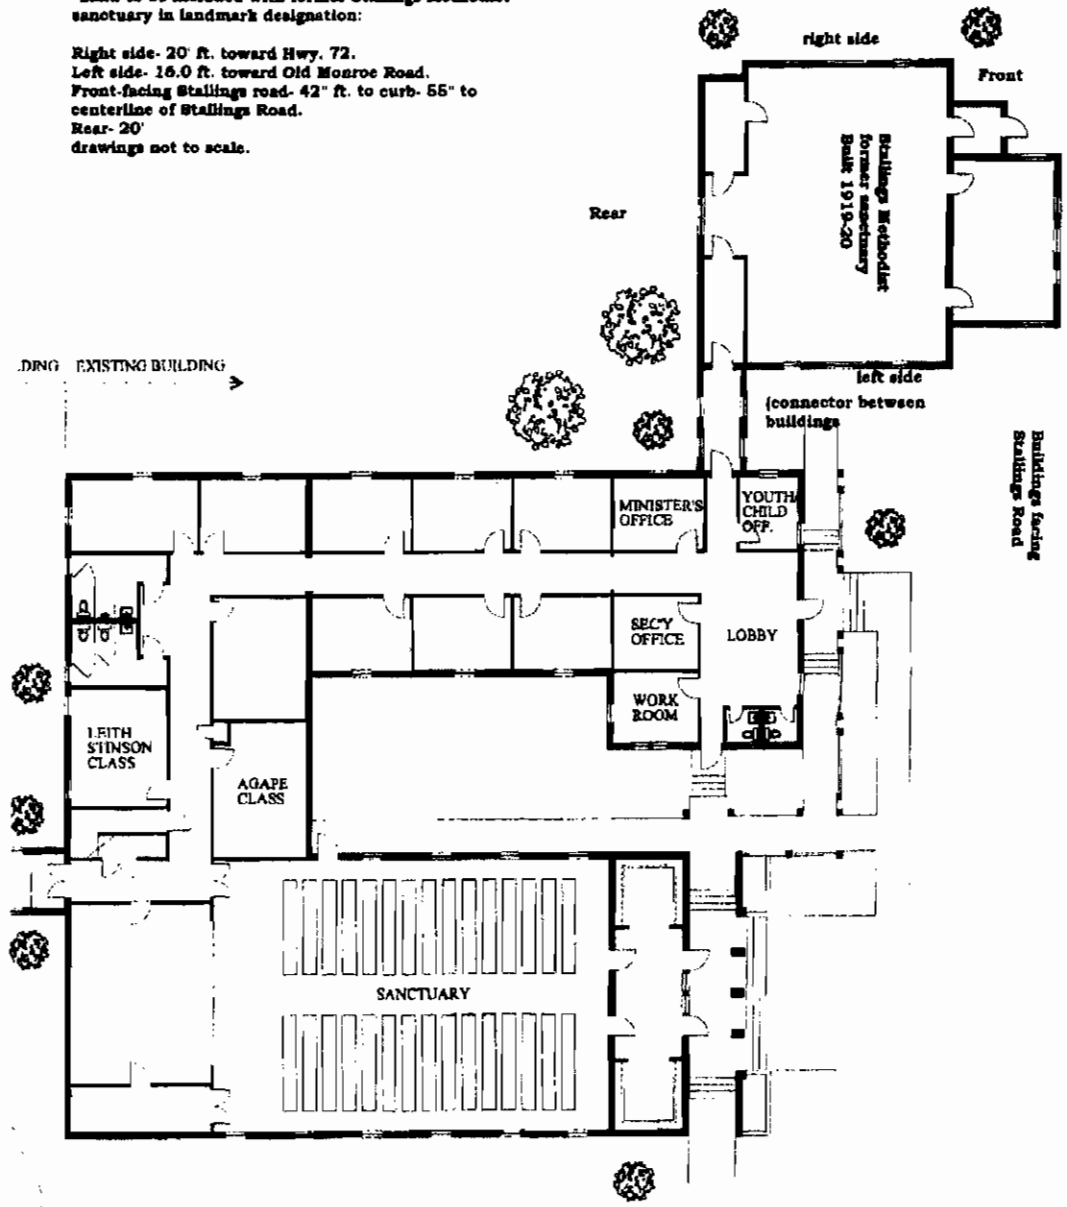 sanctuary in landmark designation:
Right side- 20' ft. toward Hwy. 72.
Left side- 16.0 ft. toward Old Monroe Road.
Front-facing Stallings road- 42" ft. to curb- 55" to
centerline of Stallings Road.
Rear- 20'
drawings not to scale.
right side
Front
Stallings Methodist
former sanctuary
Built 1919-20
Rear
left side
(connector between
buildings
Buildings facing
Stallings Road
.DING
EXISTING BUILDING
MINISTER'S
OFFICE
YOUTH/
CHILD
OFF.
SEC'Y
OFFICE
LOBBY
WORK
ROOM
LEITH
STINSON
CLASS
AGAPE
CLASS
SANCTUARY